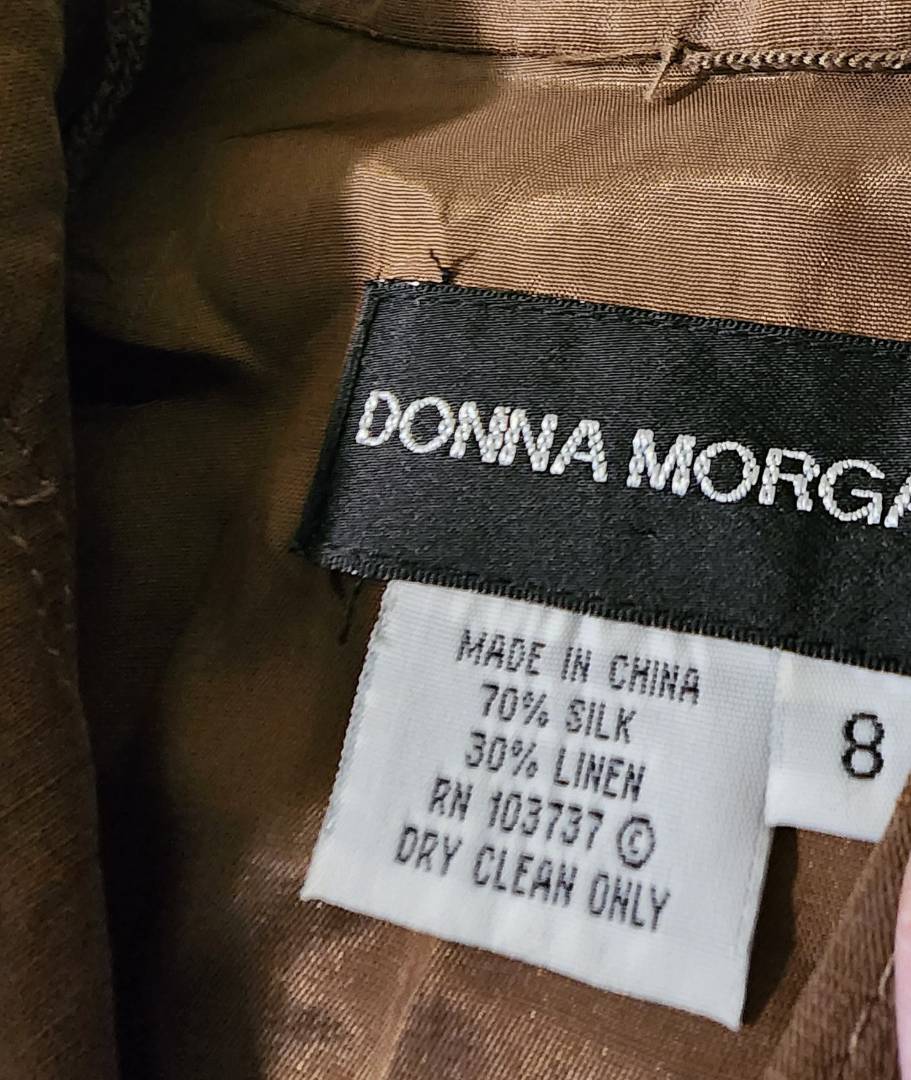 DONNA MORGA
MADE IN CHINA
70% SILK
30% LINEN
RN 103737 ©
DRY CLEAN ONLY
8